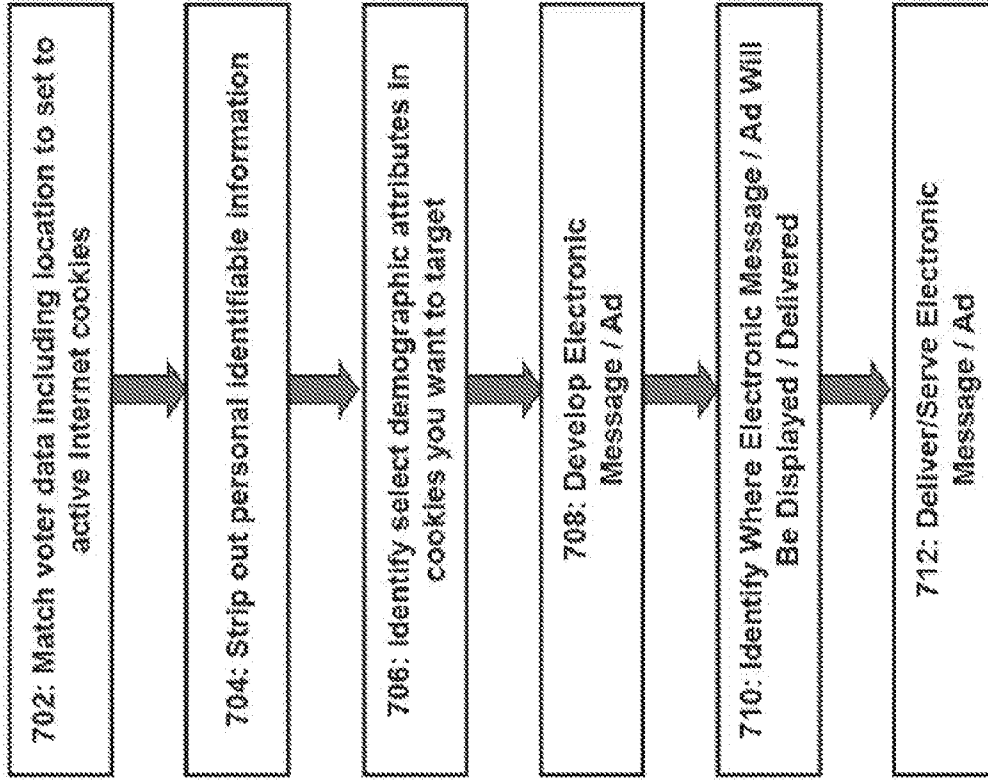 702: Match voter data including location to set to
active Internet cookies
704: Strip out personal identifiable information
706: Identify select demographic attributes in
cookies you want to target
708: Develop Electronic
Message / Ad
710: Identify Where Electronic Message / Ad Will
Be Displayed / Delivered
712: Deliver/Serve Electronic
Message / Ad